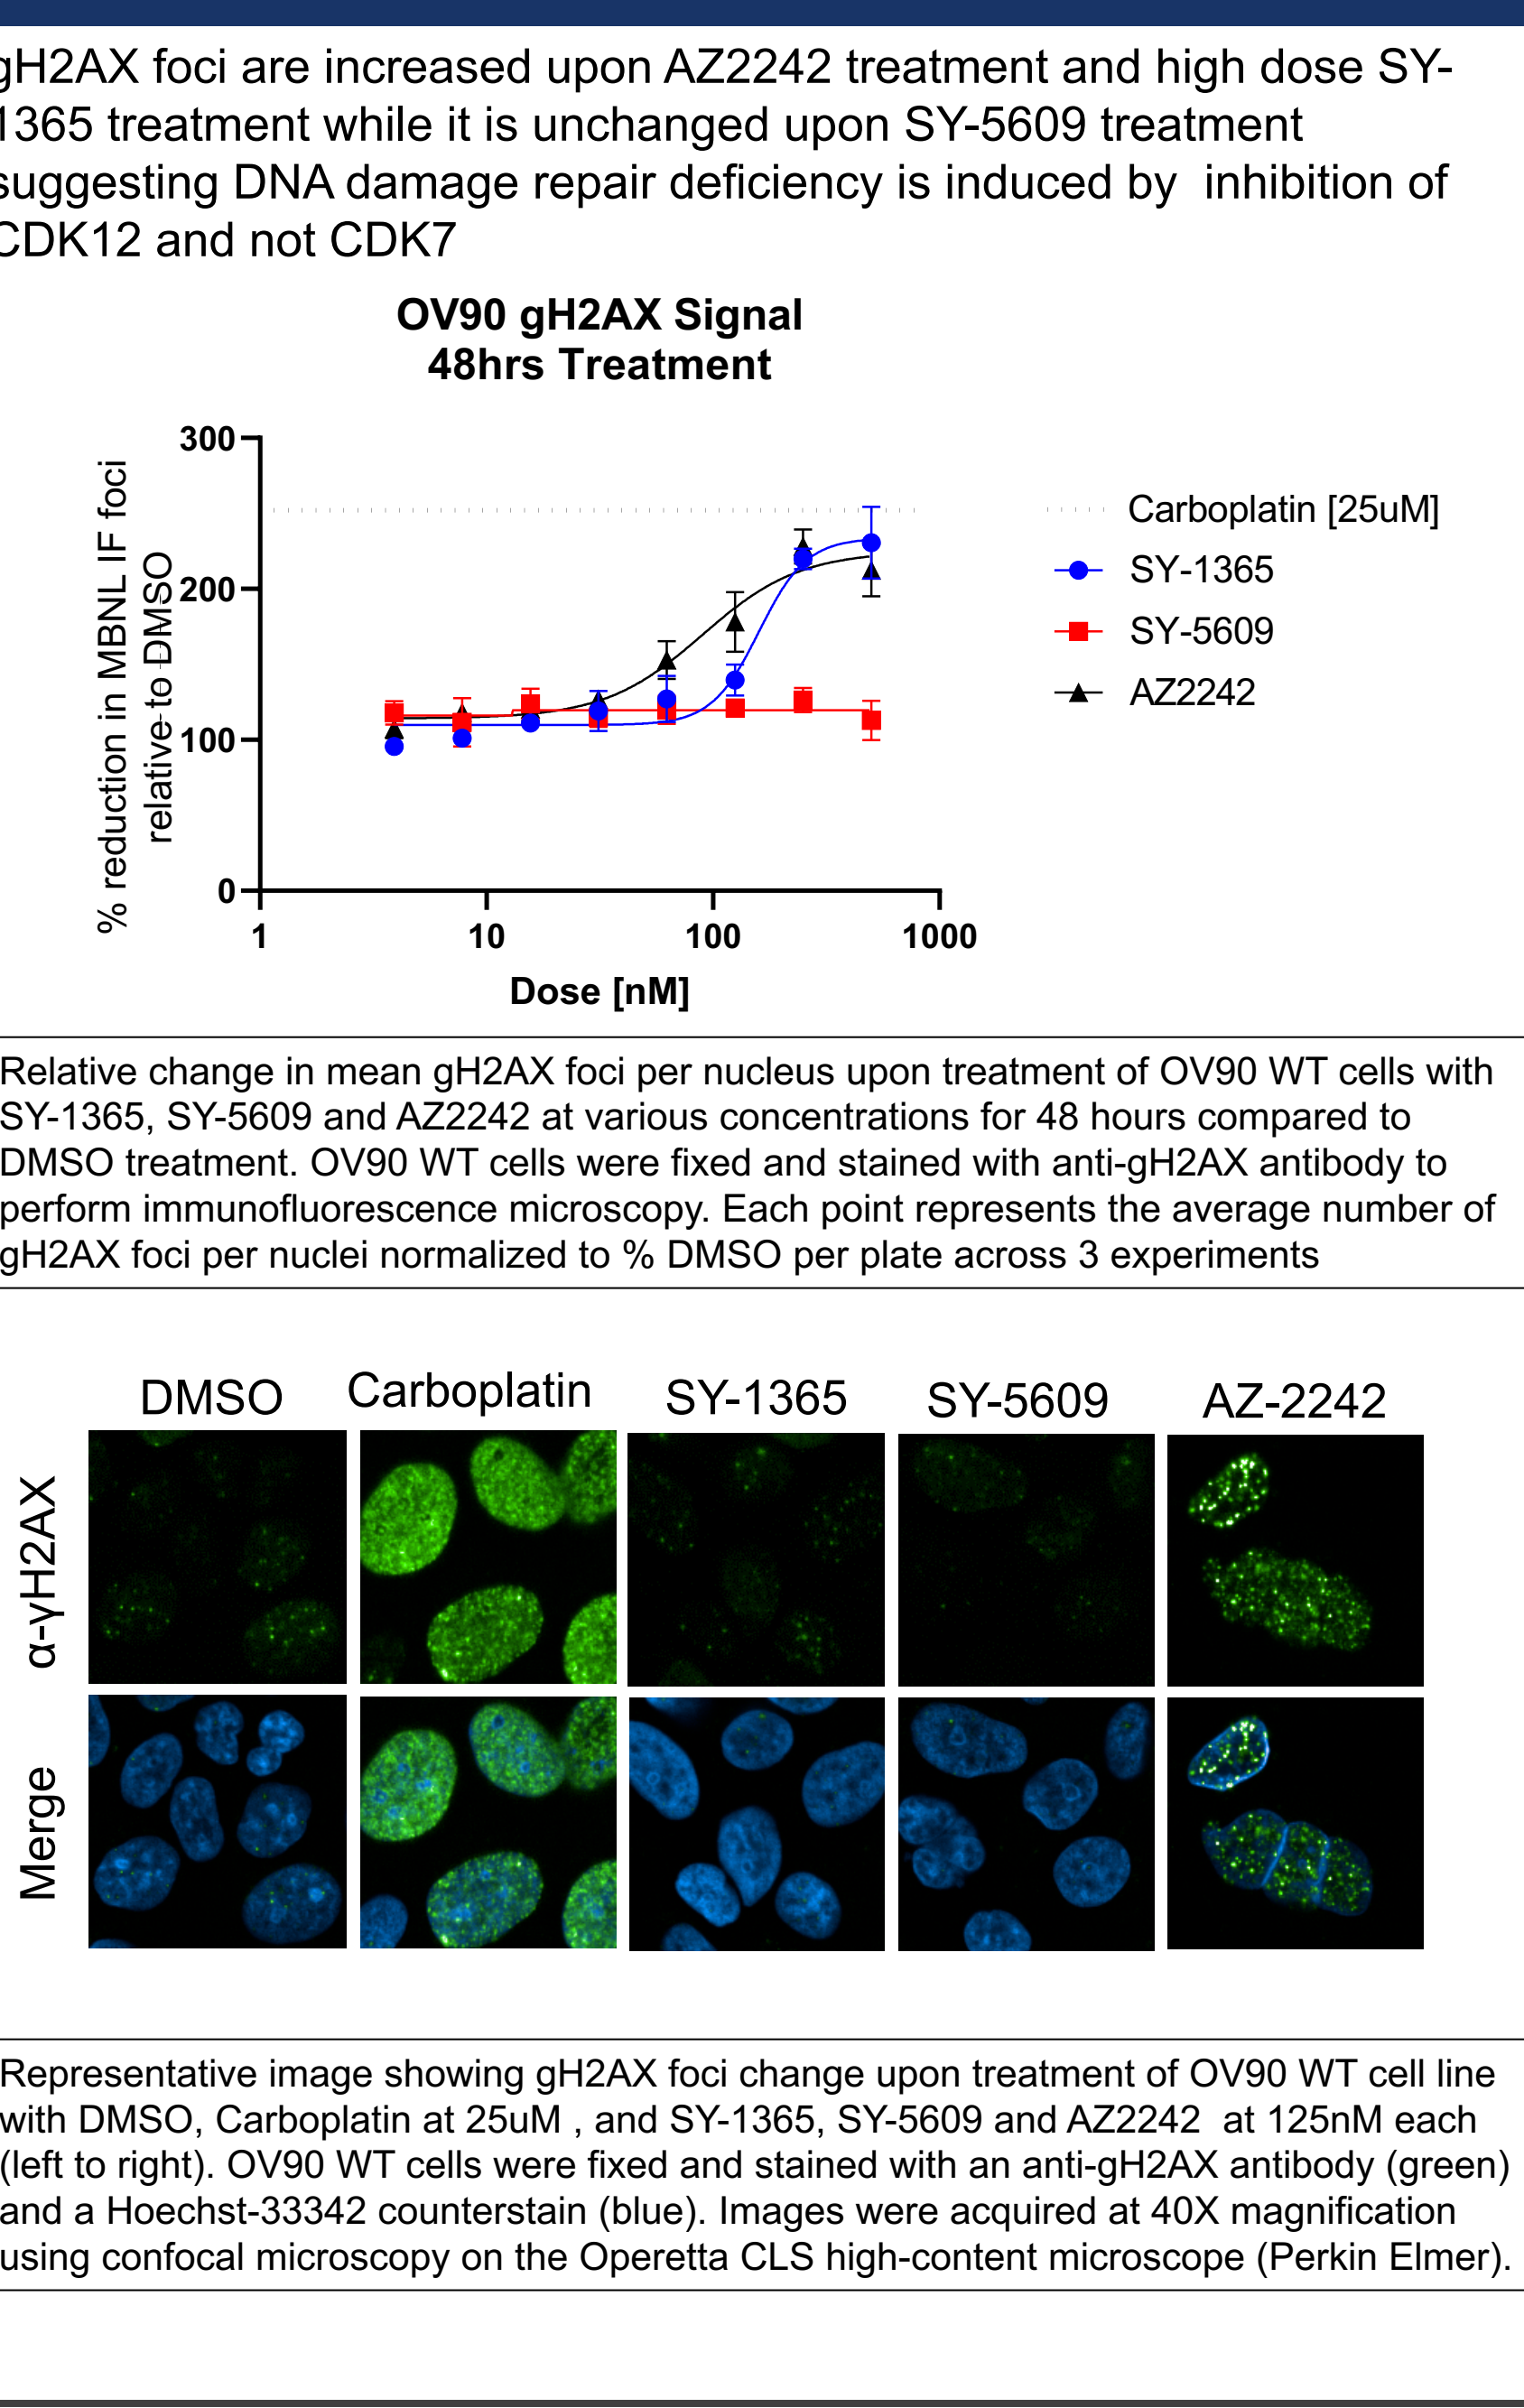 gH2AX foci are increased upon AZ2242 treatment and high dose SY-
1365 treatment while it is unchanged upon SY-5609 treatment
suggesting DNA damage repair deficiency is induced by  inhibition of
CDK12 and not CDK7
OV90 gH2AX Signal
48hrs Treatment
% reduction in MBNL IF foci
relative to DMSO
300
200
100
0
1
10
100
1000
Dose [nM]
Carboplatin [25uM]
SY-1365
SY-5609
AZ2242
Relative change in mean gH2AX foci per nucleus upon treatment of OV90 WT cells with
SY-1365, SY-5609 and AZ2242 at various concentrations for 48 hours compared to
DMSO treatment. OV90 WT cells were fixed and stained with anti-gH2AX antibody to
perform immunofluorescence microscopy. Each point represents the average number of
gH2AX foci per nuclei normalized to % DMSO per plate across 3 experiments
DMSO
Carboplatin
SY-1365
SY-5609
AZ-2242
α-γH2AX
Merge
Representative image showing gH2AX foci change upon treatment of OV90 WT cell line
with DMSO, Carboplatin at 25uM , and SY-1365, SY-5609 and AZ2242  at 125nM each
(left to right). OV90 WT cells were fixed and stained with an anti-gH2AX antibody (green)
and a Hoechst-33342 counterstain (blue). Images were acquired at 40X magnification
using confocal microscopy on the Operetta CLS high-content microscope (Perkin Elmer).